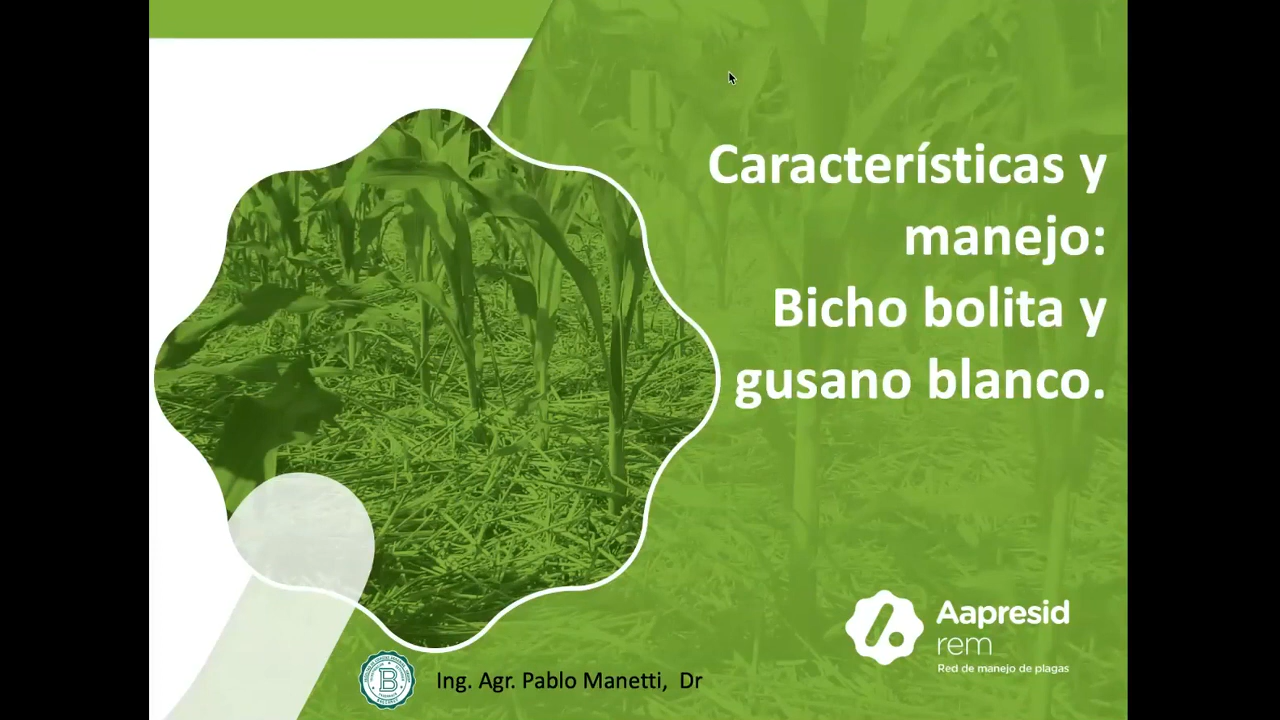 Características y
manejo:
Bicho bolita y
gusano blanco.
Aapresid
rem
Red de manejo de plagas
B
Ing. Agr. Pablo Manetti, Dr